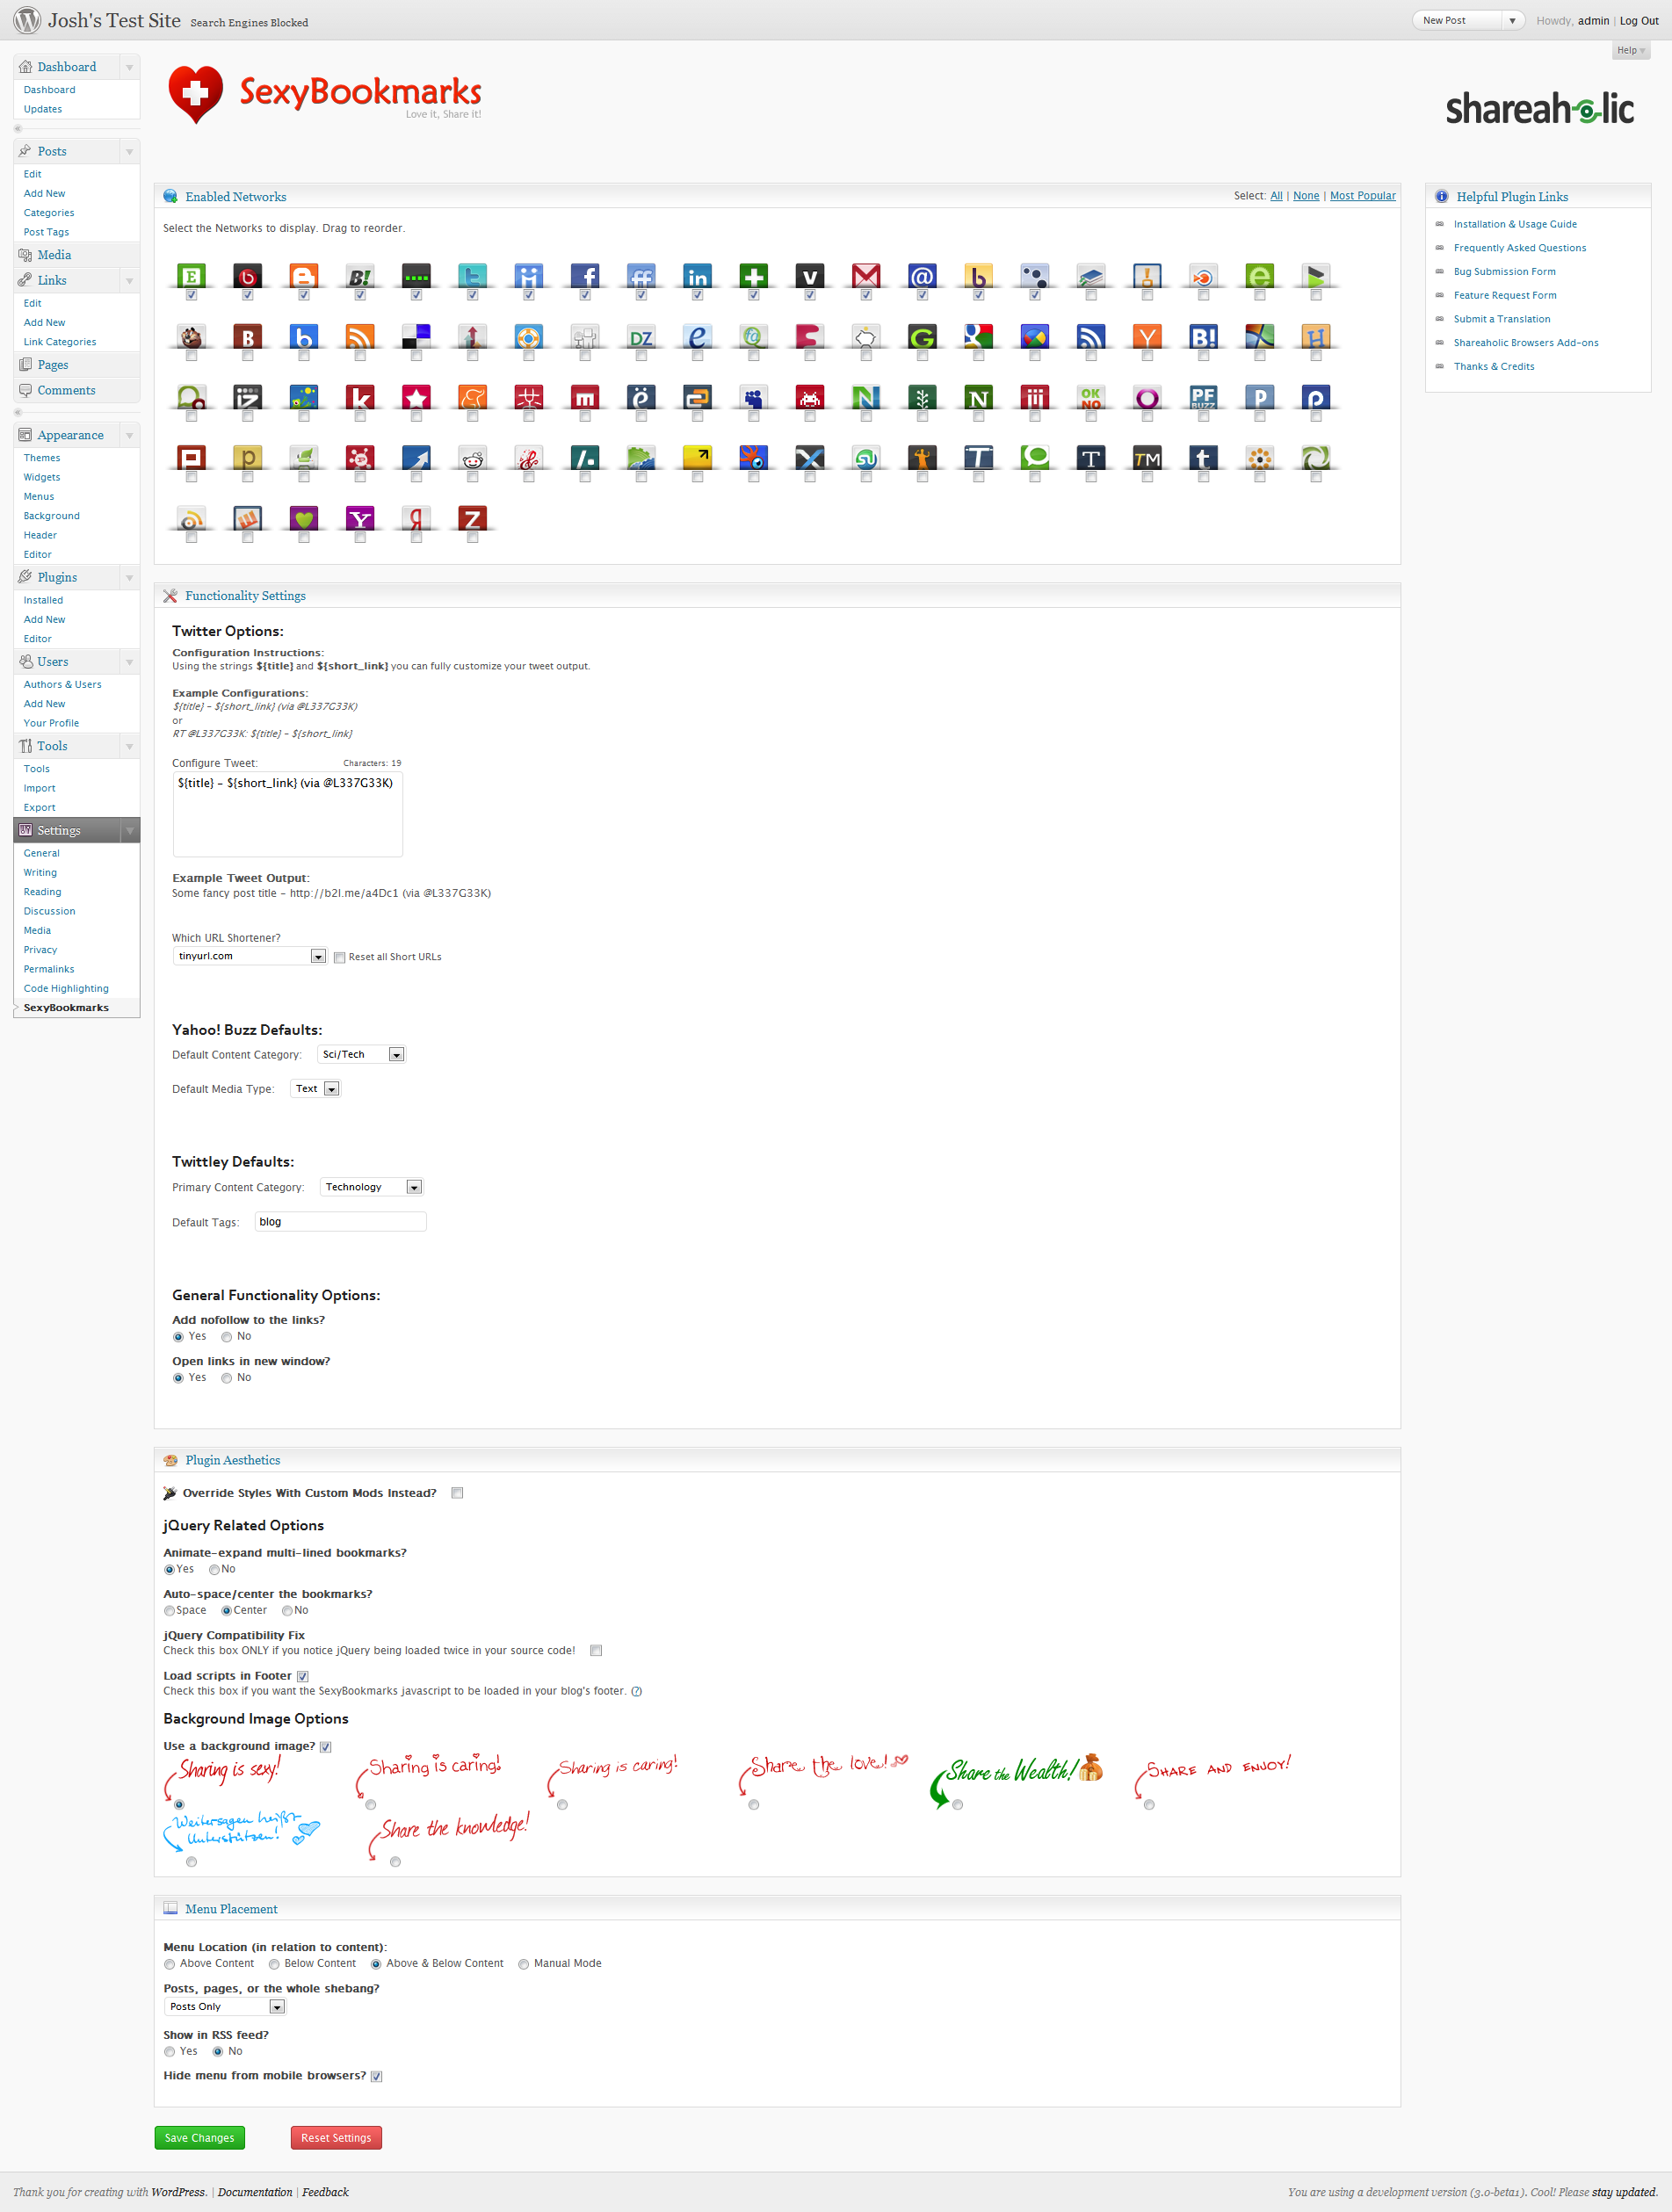 Josh's Test Site Search Engines Blocked
New Post
Howdy, admin | Log Out
Help
Dashboard
Dashboard
Updates
Posts
Edit
Add New
Categories
Post Tags
Media
Links
Edit
Add New
Link Categories
Pages
Comments
Appearance
Themes
Widgets
Menus
Background
Header
Editor
Plugins
Installed
Add New
Editor
Users
Authors & Users
Add New
Your Profile
Tools
Tools
Import
Export
Settings
General
Writing
Reading
Discussion
Media
Privacy
Permalinks
Code Highlighting
SexyBookmarks
SexyBookmarks
Love it, Share it!
shareaholic
Enabled Networks
Select: All | None | Most Popular
Select the Networks to display. Drag to reorder.
Functionality Settings
Twitter Options:
Configuration Instructions:
Using the strings ${title} and ${short_link} you can fully customize your tweet output.
Example Configurations:
${title} - ${short_link} (via @L337G33K)
or
RT @L337G33K: ${title} - ${short_link}
Configure Tweet: Characters: 19
${title} - ${short_link} (via @L337G33K)
Example Tweet Output:
Some fancy post title - http://b2l.me/a4Dc1 (via @L337G33K)
Which URL Shortener?
tinyurl.com Reset all Short URLs
Yahoo! Buzz Defaults:
Default Content Category: Sci/Tech
Default Media Type: Text
Twittley Defaults:
Primary Content Category: Technology
Default Tags: blog
General Functionality Options:
Add nofollow to the links?
Yes No
Open links in new window?
Yes No
Plugin Aesthetics
Override Styles With Custom Mods Instead?
jQuery Related Options
Animate-expand multi-lined bookmarks?
Yes No
Auto-space/center the bookmarks?
Space Center No
jQuery Compatibility Fix
Check this box ONLY if you notice jQuery being loaded twice in your source code!
Load scripts in Footer
Check this box if you want the SexyBookmarks javascript to be loaded in your blog's footer. (?)
Background Image Options
Use a background image?
Sharing is sexy!
Sharing is caring!
Sharing is caring!
Share the love!
Share the Wealth!
Share and enjoy!
Weitersagen heißt
Unterstützen!
Share the knowledge!
Menu Placement
Menu Location (in relation to content):
Above Content Below Content Above & Below Content Manual Mode
Posts, pages, or the whole shebang?
Posts Only
Show in RSS feed?
Yes No
Hide menu from mobile browsers?
Save Changes Reset Settings
Helpful Plugin Links
Installation & Usage Guide
Frequently Asked Questions
Bug Submission Form
Feature Request Form
Submit a Translation
Shareaholic Browsers Add-ons
Thanks & Credits
Thank you for creating with WordPress. | Documentation | Feedback
You are using a development version (3.0-beta1). Cool! Please stay updated.